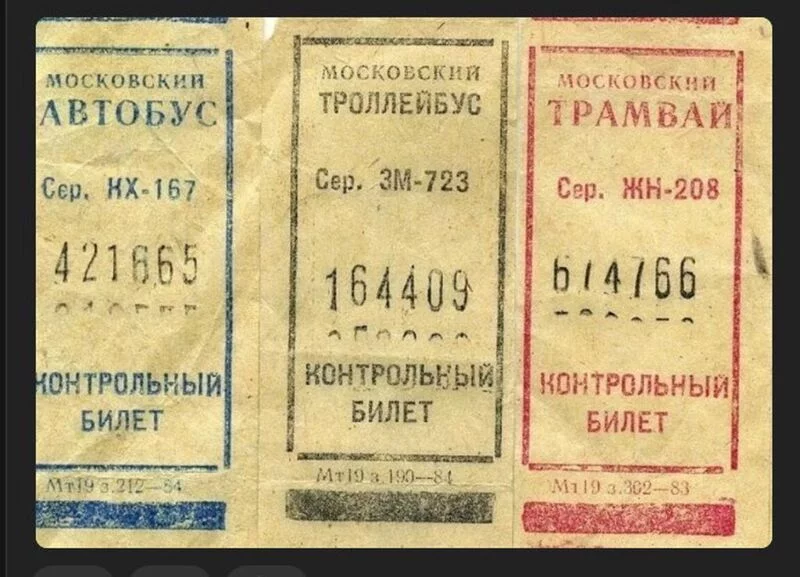 МОСКОВСКИЙ
АВТОБУС
Сер. НХ-167
421665
КОНТРОЛЬНЫЙ
БИЛЕТ
Мт19 з.212—84
МОСКОВСКИЙ
ТРОЛЛЕЙБУС
Сер. ЗМ-723
164409
КОНТРОЛЬНЫЙ
БИЛЕТ
Мт19 з.190—84
МОСКОВСКИЙ
ТРАМВАЙ
Сер. ЖН-208
674766
КОНТРОЛЬНЫЙ
БИЛЕТ
Мт19 з.302—83